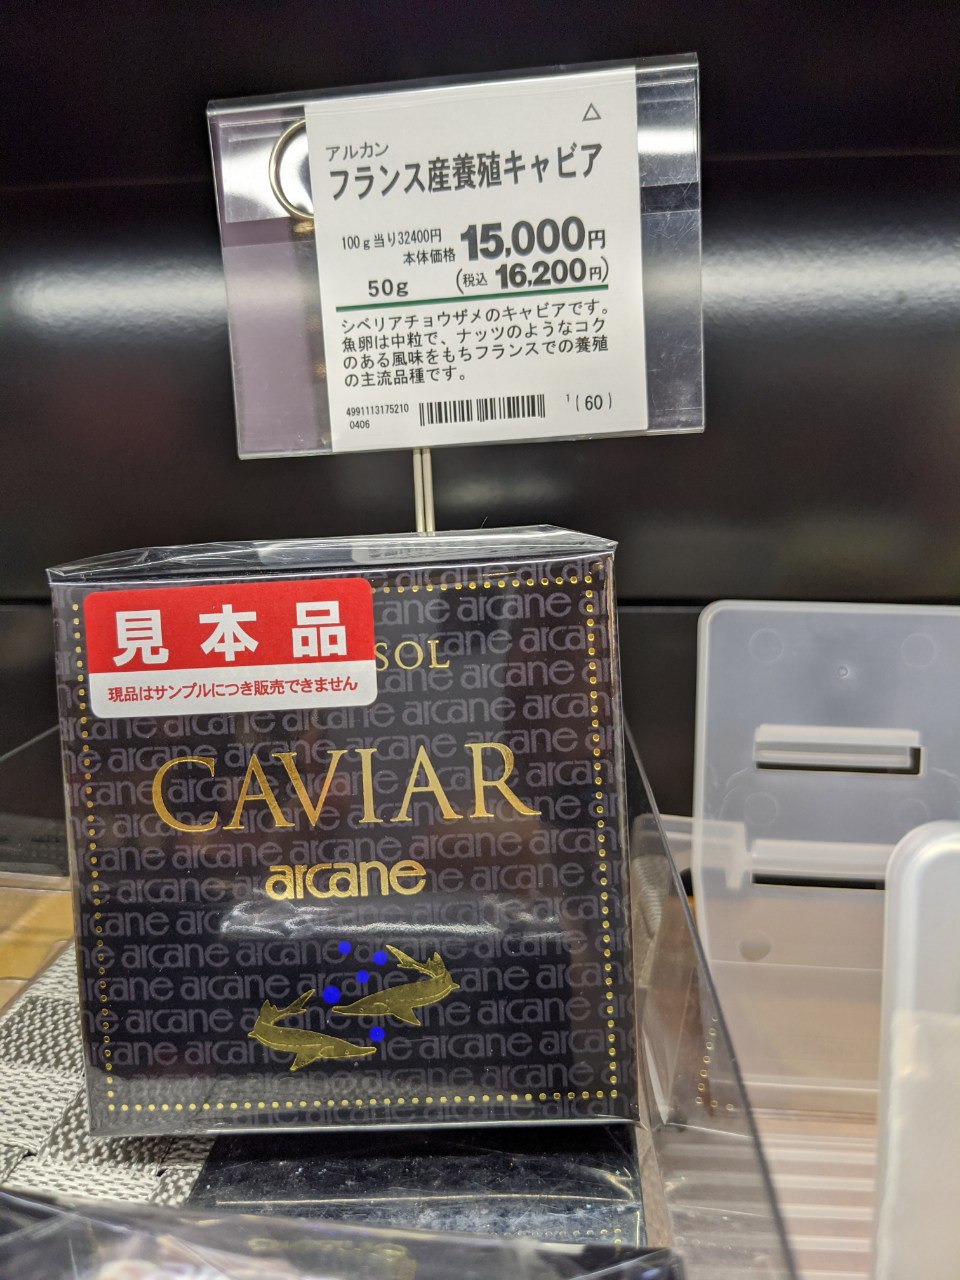 △
アルカン
フランス産養殖キャビア
100g当り32400円
本体価格 15,000円
50g (税込 16,200円)
シベリアチョウザメのキャビアです。
魚卵は中粒で、ナッツのようなコク
のある風味をもちフランスでの養殖
の主流品種です。
4991113175210
0406
1(60)
見本品
現品はサンプルにつき販売できません
SOL
CAVIAR
arcane